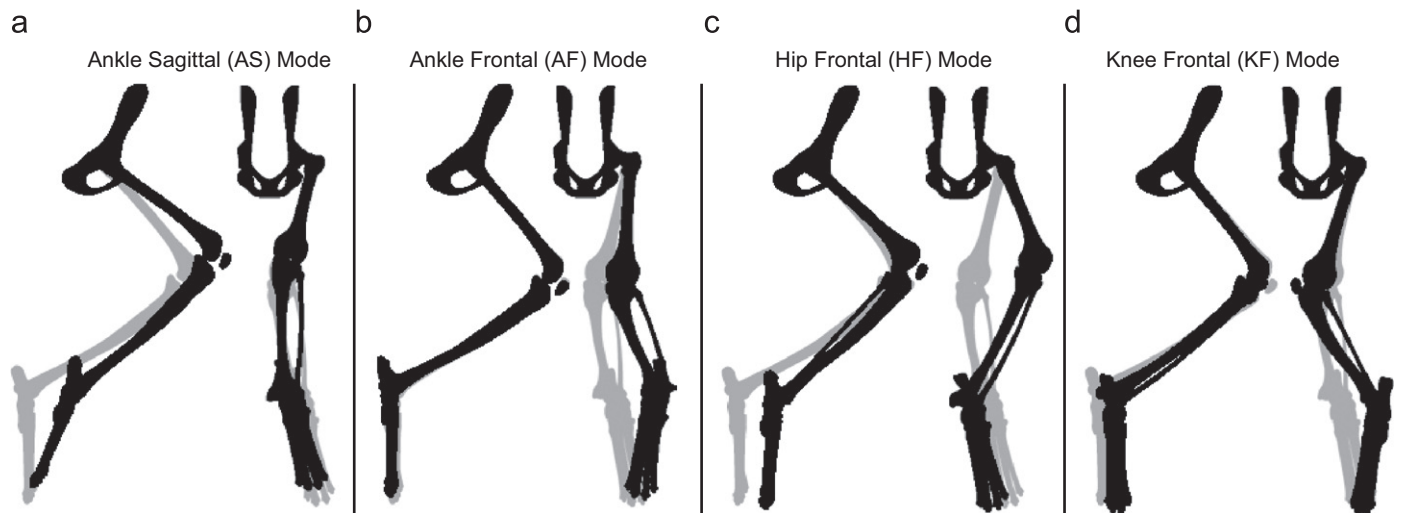 a
Ankle Sagittal (AS) Mode
b
Ankle Frontal (AF) Mode
c
Hip Frontal (HF) Mode
d
Knee Frontal (KF) Mode